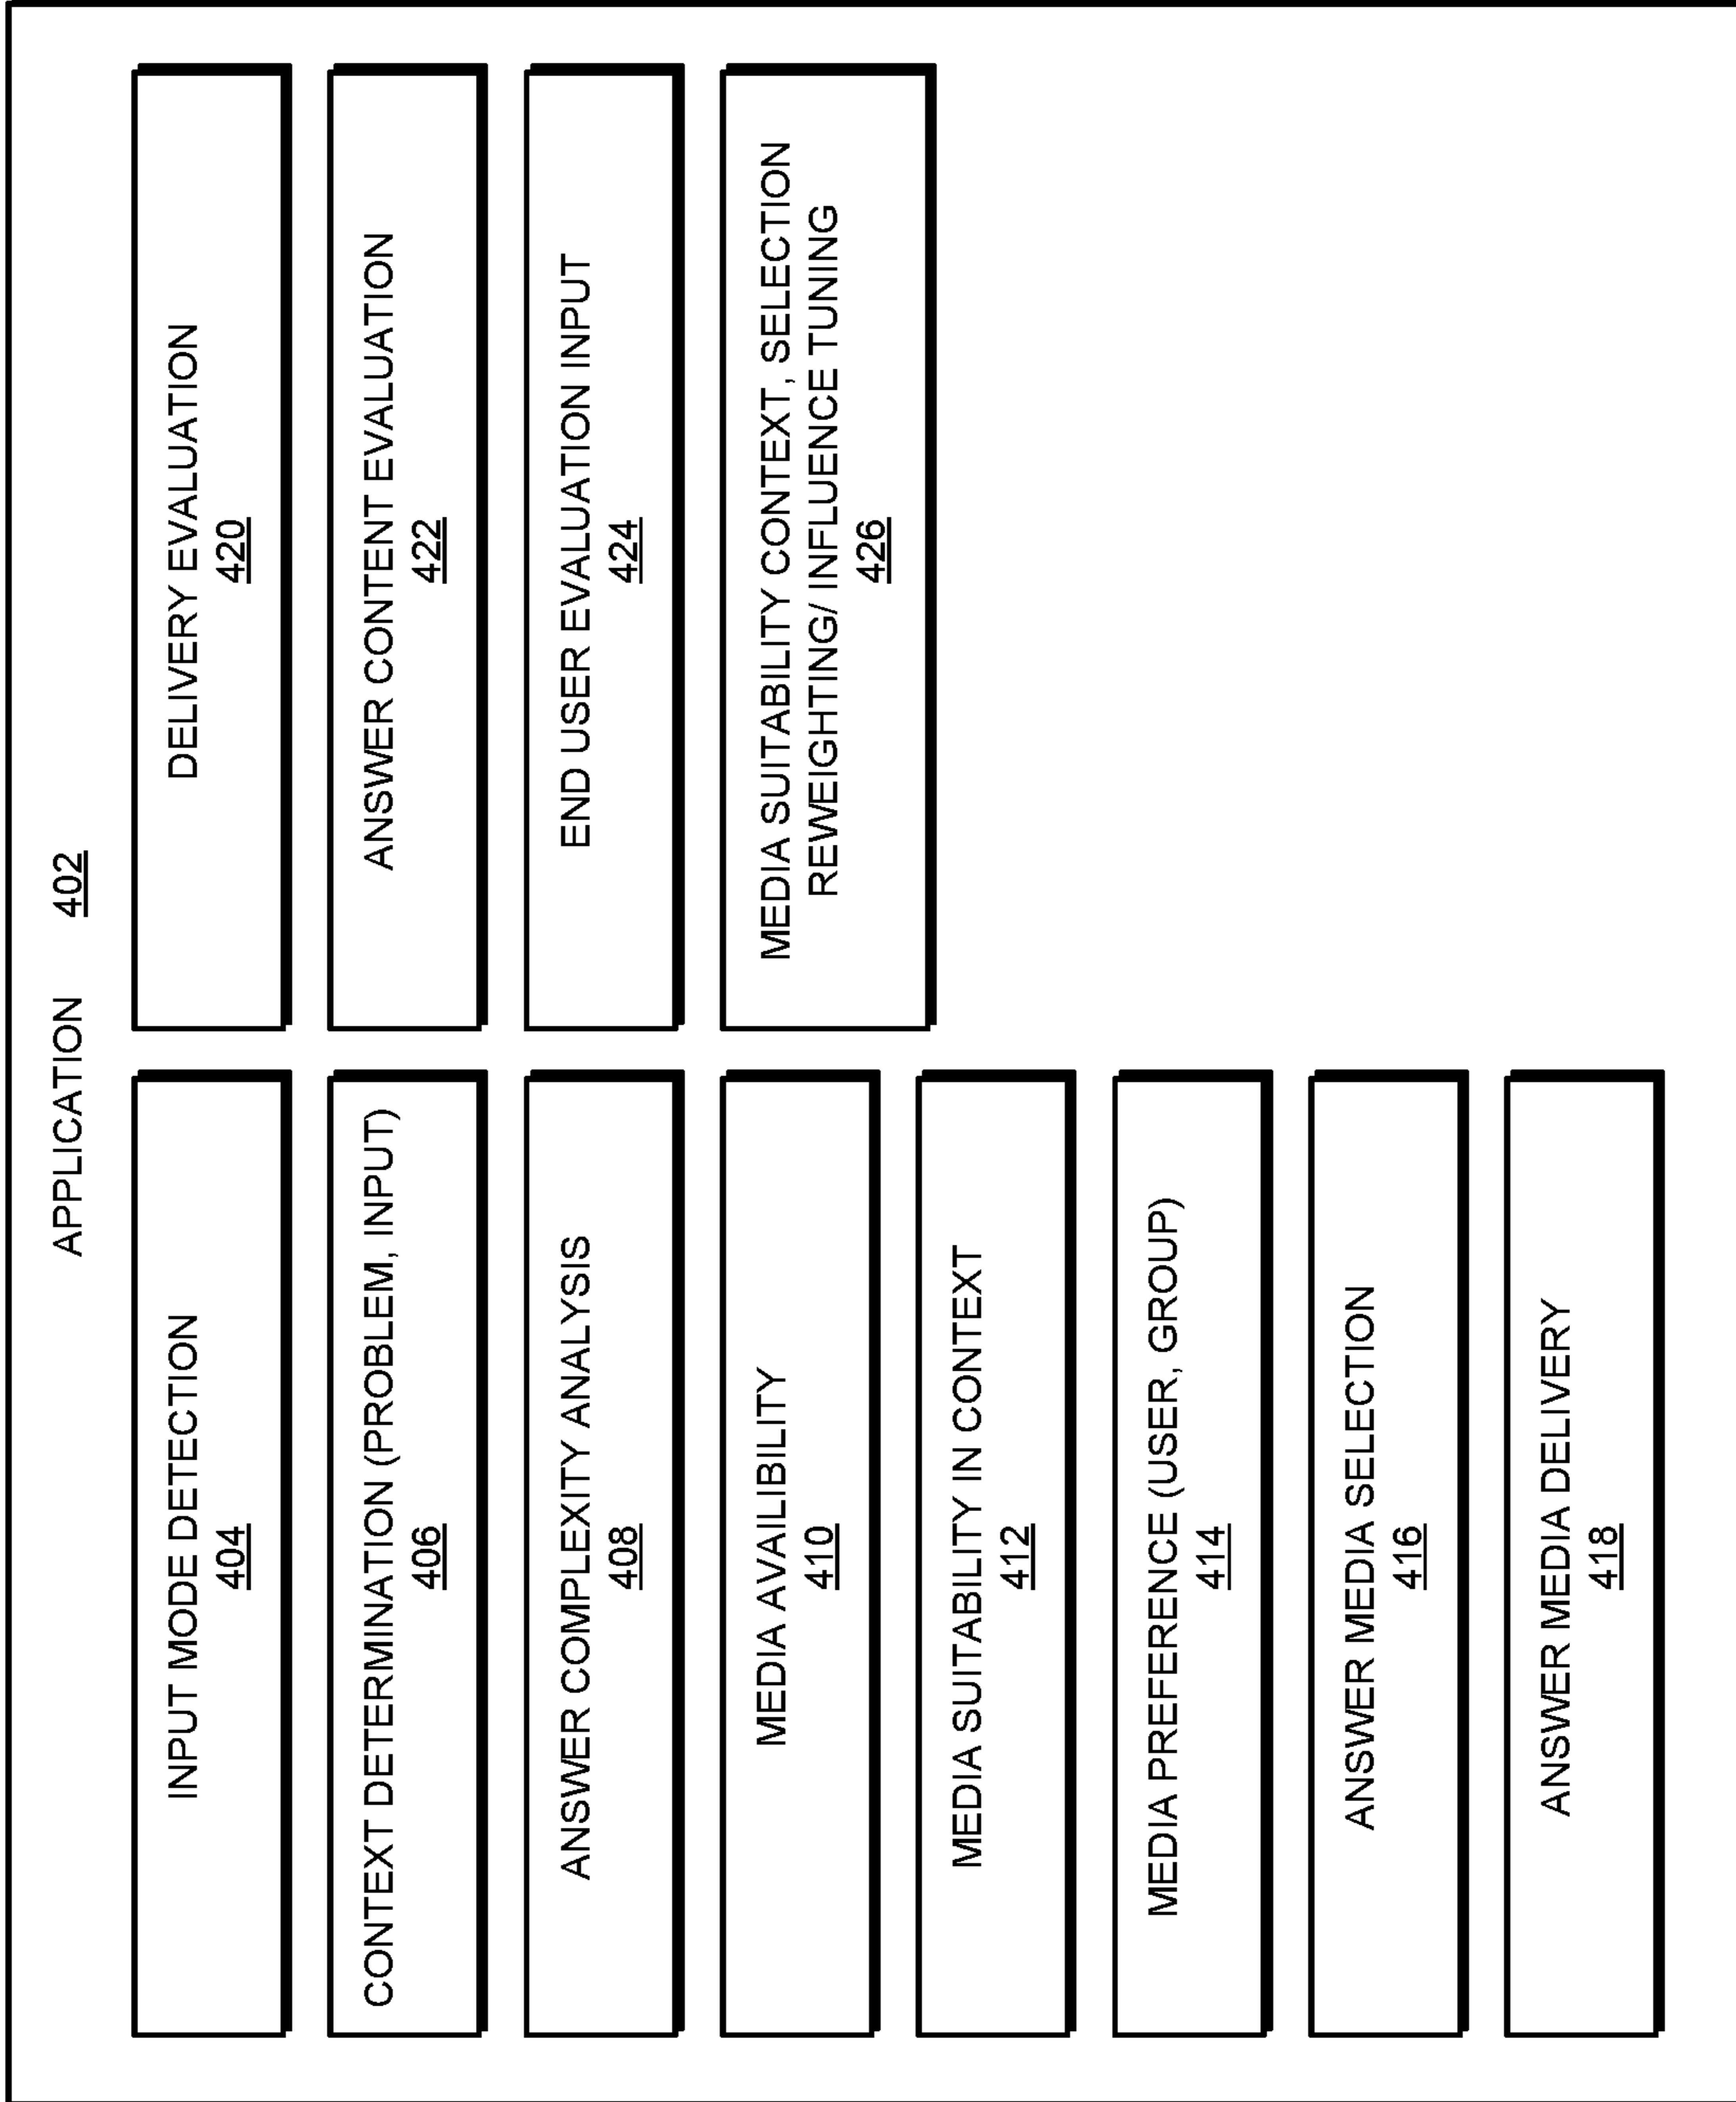 APPLICATION 402
INPUT MODE DETECTION
404
CONTEXT DETERMINATION (PROBLEM, INPUT)
406
ANSWER COMPLEXITY ANALYSIS
408
MEDIA AVAILIBILITY
410
MEDIA SUITABILITY IN CONTEXT
412
MEDIA PREFERENCE (USER, GROUP)
414
ANSWER MEDIA SELECTION
416
ANSWER MEDIA DELIVERY
418
DELIVERY EVALUATION
420
ANSWER CONTENT EVALUATION
422
END USER EVALUATION INPUT
424
MEDIA SUITABILITY CONTEXT, SELECTION
REWEIGHTING/ INFLUENCE TUNING
426